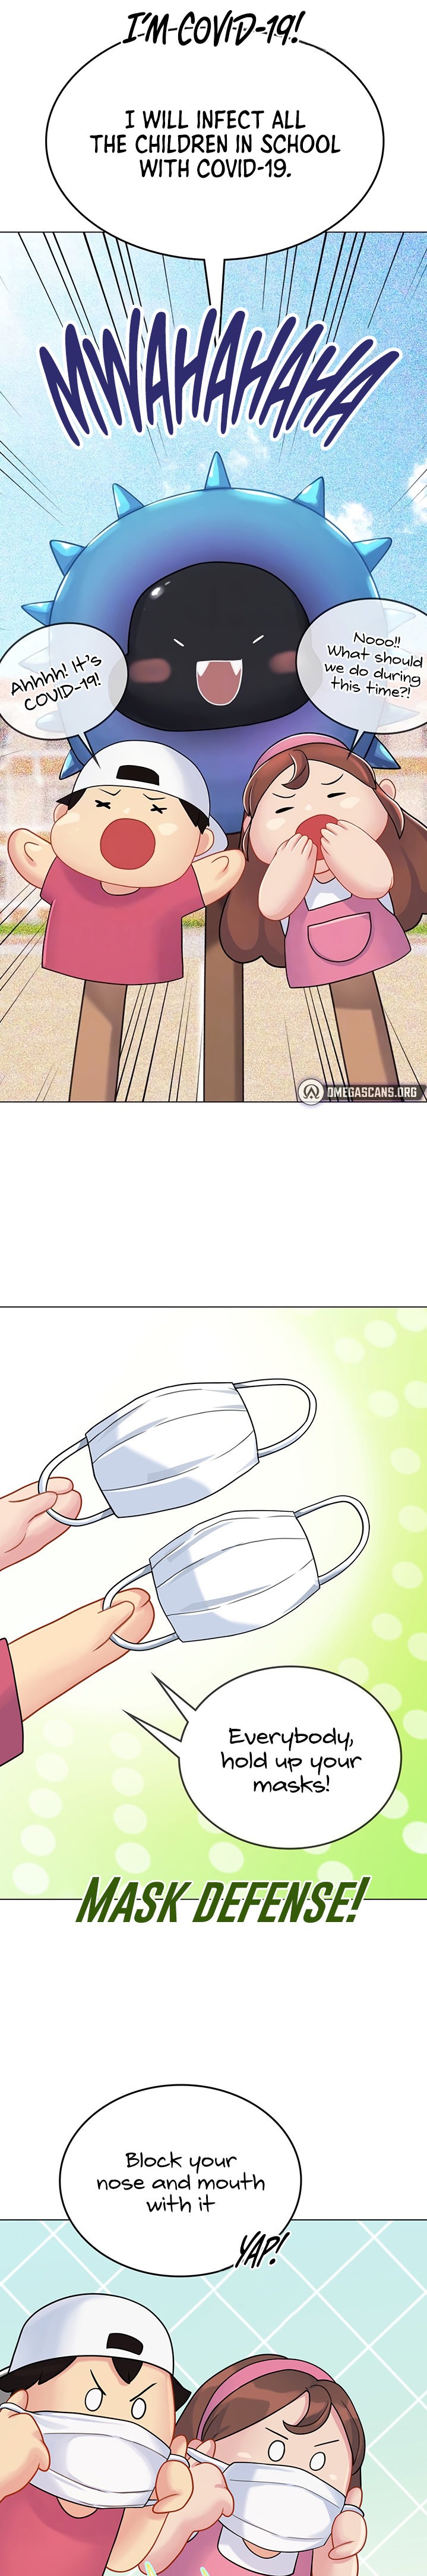 I'M COVID-19!
I WILL INFECT ALL
THE CHILDREN IN SCHOOL
WITH COVID-19.
MWAHAHAHAHA
Ahhhh! It's
COVID-19!
Nooo!!
What should
we do during
this time?!
OMEGASCANS.ORG
Everybody,
hold up your
masks!
MASK DEFENSE!
Block your
nose and mouth
with it
YAP!